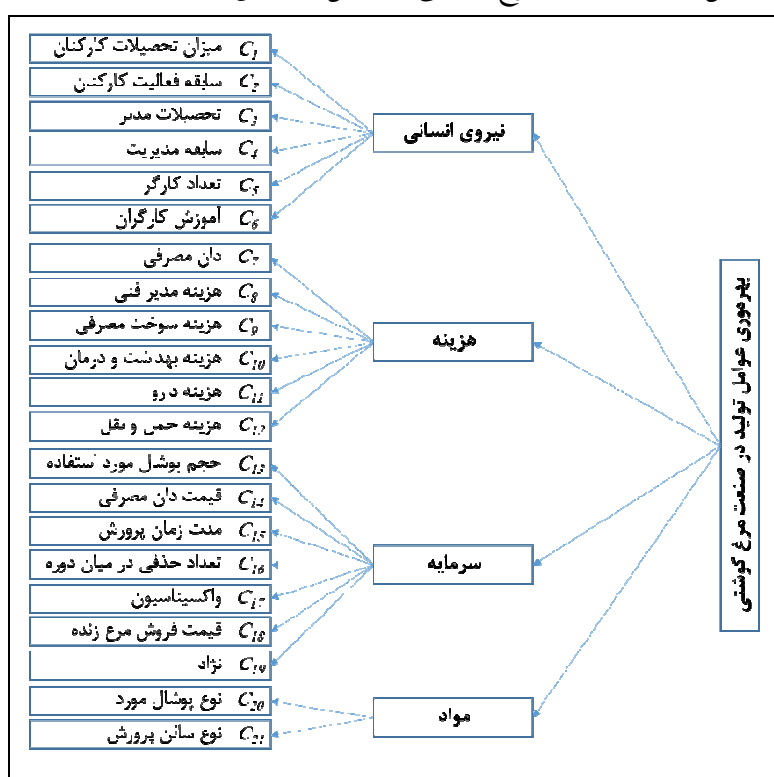 بهره‌وری عوامل تولید در صنعت مرغ گوشتی
نیروی انسانی
C1 میزان تحصیلات کارکنان
C2 سابقه فعالیت کارکنان
C3 تحصیلات مدیر
C4 سابقه مدیریت
C5 تعداد کارگر
C6 آموزش کارگران
هزینه
C7 دان مصرفی
C8 هزینه مدیر فنی
C9 هزینه سوخت مصرفی
C10 هزینه بهداشت و درمان
C11 هزینه دارو
C12 هزینه حمل و نقل
سرمایه
C13 حجم پوشال مورد استفاده
C14 قیمت دان مصرفی
C15 مدت زمان پرورش
C16 تعداد حذفی در میان دوره
C17 واکسیناسیون
C18 قیمت فروش مرغ زنده
C19 نژاد
مواد
C20 نوع پوشال مورد
C21 نوع سالن پرورش